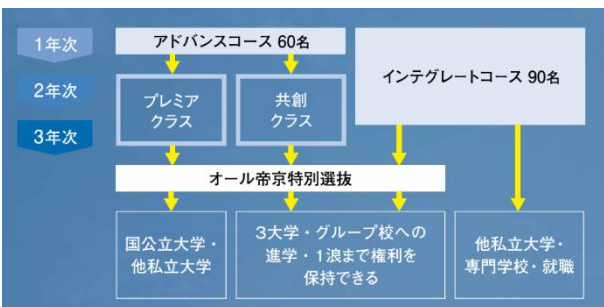 1年次
アドバンスコース 60名
インテグレートコース 90名
2年次
プレミア
クラス
共創
クラス
3年次
オール帝京特別選抜
国公立大学・
他私立大学
3大学・グループ校への
進学・1浪まで権利を
保持できる
他私立大学・
専門学校・就職